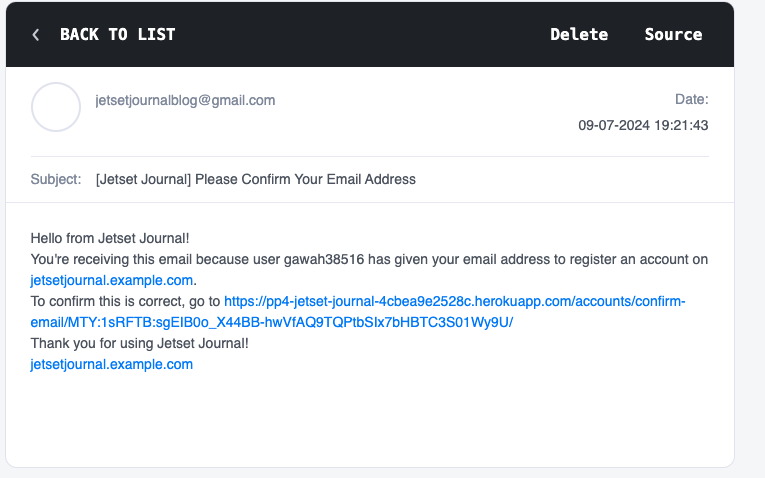 BACK TO LIST
Delete
Source
jetsetjournalblog@gmail.com
Date:
09-07-2024 19:21:43
Subject: [Jetset Journal] Please Confirm Your Email Address
Hello from Jetset Journal!
You're receiving this email because user gawah38516 has given your email address to register an account on
jetsetjournal.example.com.
To confirm this is correct, go to https://pp4-jetset-journal-4cbea9e2528c.herokuapp.com/accounts/confirm-
email/MTY:1sRFTB:sgEIB0o_X44BB-hwVfAQ9TQPtbSIx7bHBTC3S01Wy9U/
Thank you for using Jetset Journal!
jetsetjournal.example.com